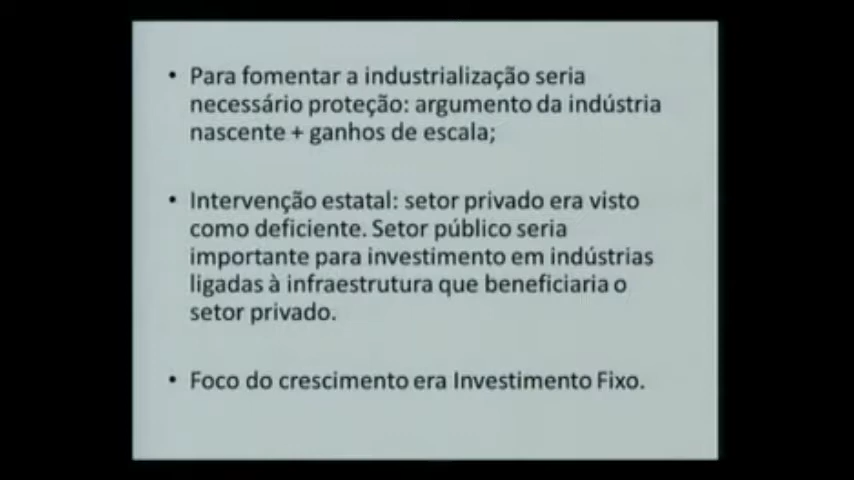 • Para fomentar a industrialização seria
necessário proteção: argumento da indústria
nascente + ganhos de escala;
• Intervenção estatal: setor privado era visto
como deficiente. Setor público seria
importante para investimento em indústrias
ligadas à infraestrutura que beneficiaria o
setor privado.
• Foco do crescimento era Investimento Fixo.